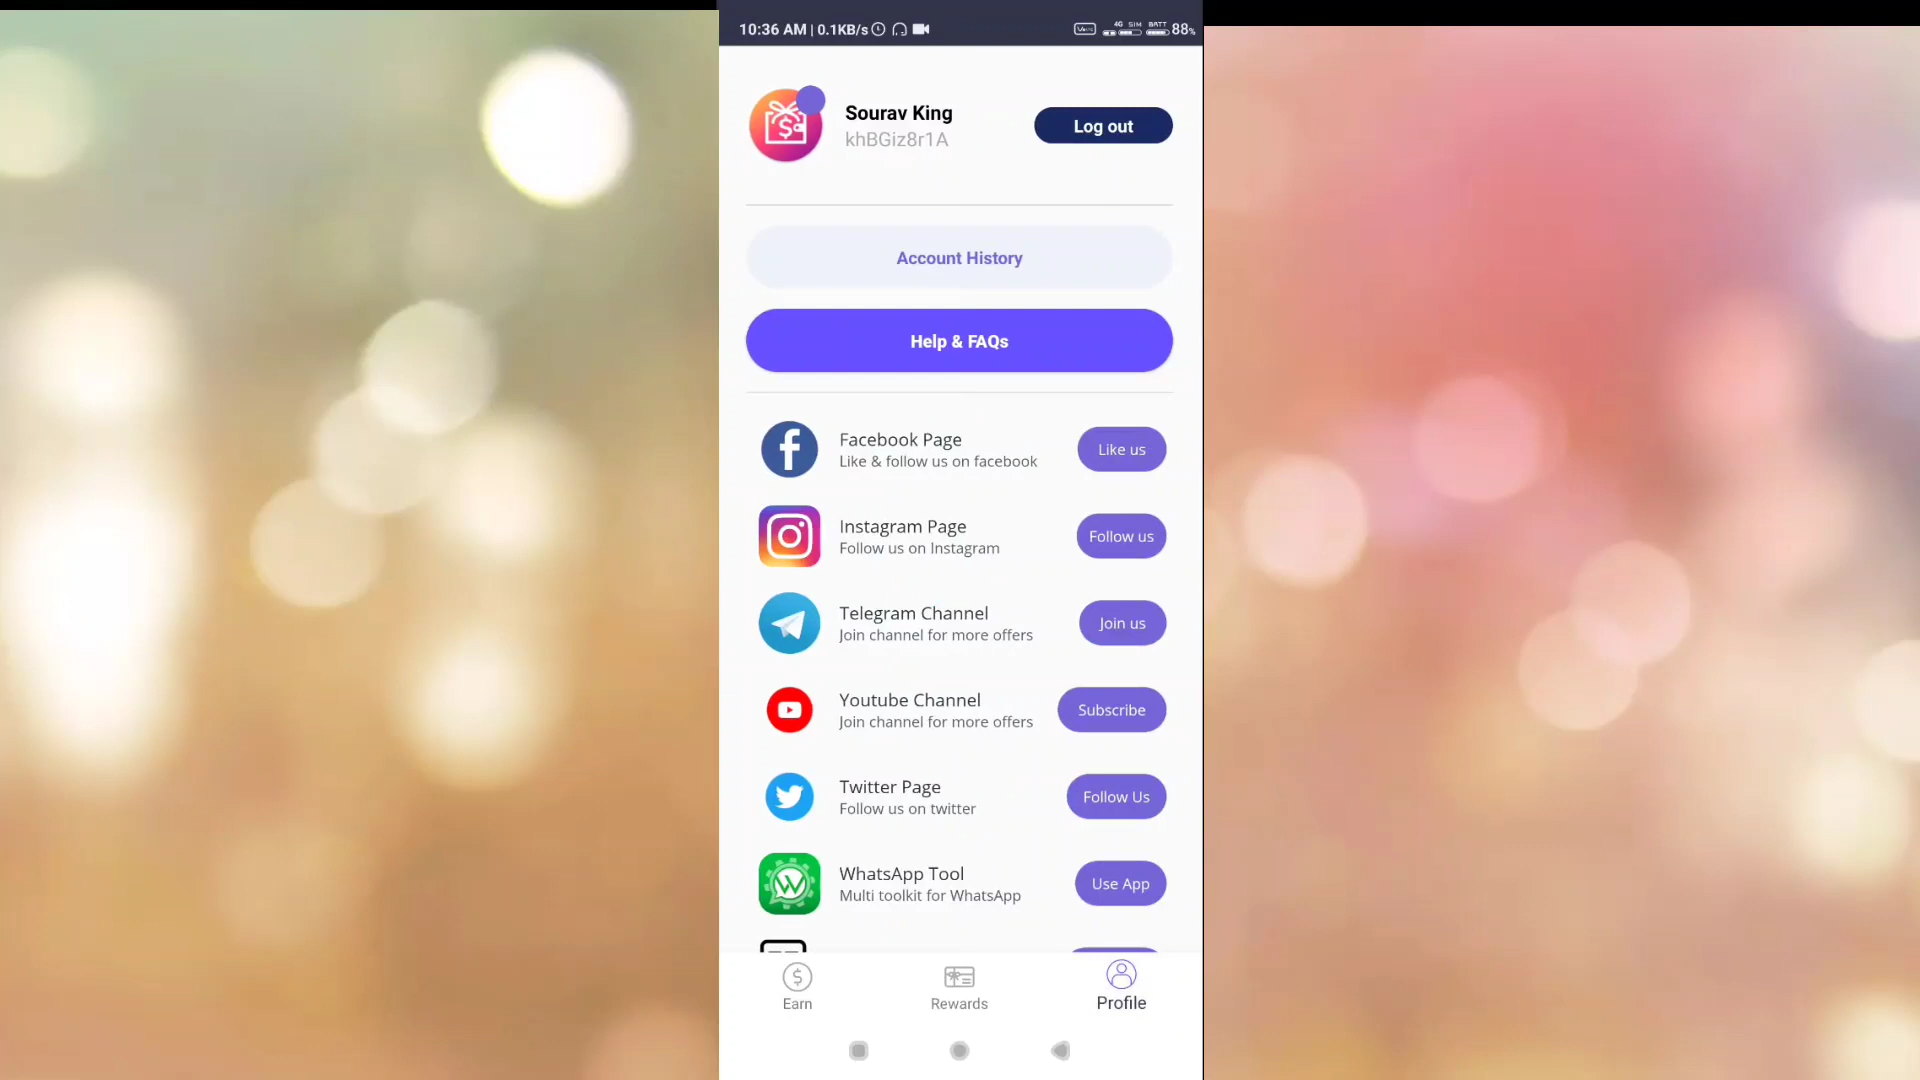 10:36 AM | 0.1KB/s
4G SIM BATT 88%
Sourav King
khBGiz8r1A
Log out
Account History
Help & FAQs
Facebook Page
Like & follow us on facebook
Like us
Instagram Page
Follow us on Instagram
Follow us
Telegram Channel
Join channel for more offers
Join us
Youtube Channel
Join channel for more offers
Subscribe
Twitter Page
Follow us on twitter
Follow Us
WhatsApp Tool
Multi toolkit for WhatsApp
Use App
Earn
Rewards
Profile